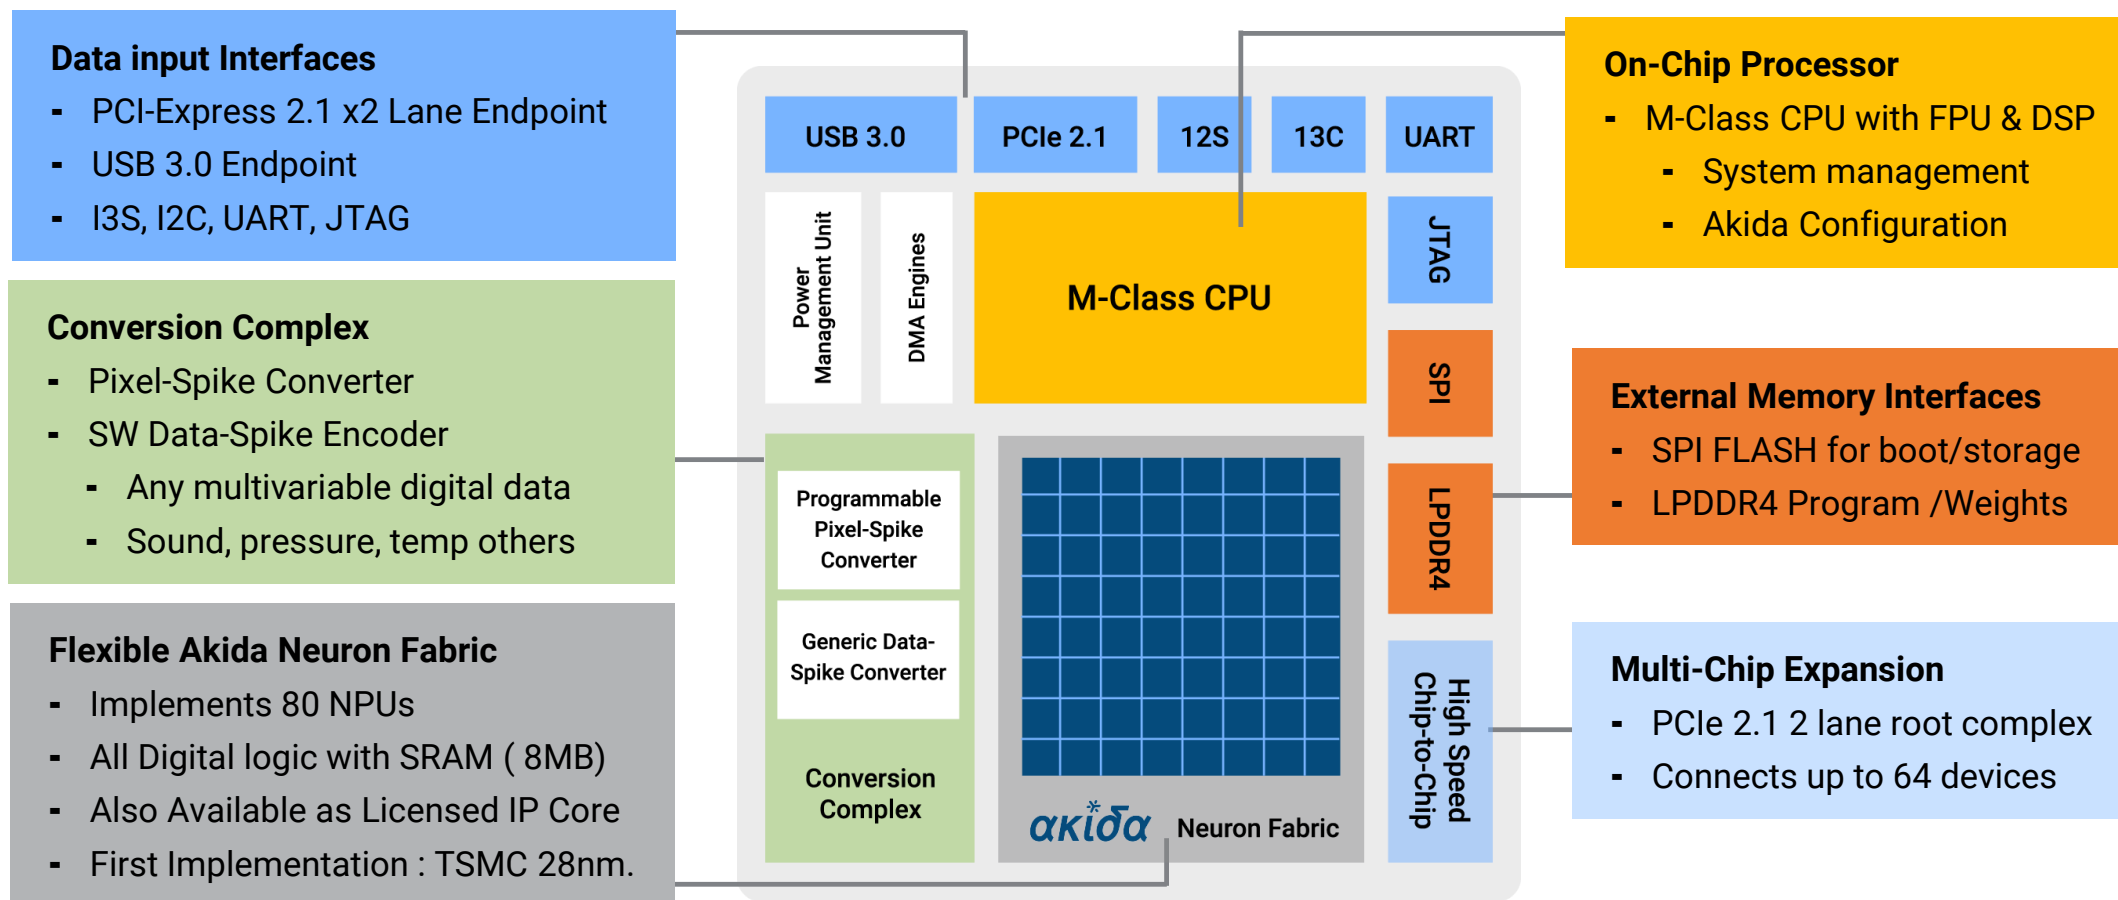 Data input Interfaces
- PCI-Express 2.1 x2 Lane Endpoint
- USB 3.0 Endpoint
- I3S, I2C, UART, JTAG
Conversion Complex
- Pixel-Spike Converter
- SW Data-Spike Encoder
- Any multivariable digital data
- Sound, pressure, temp others
Flexible Akida Neuron Fabric
- Implements 80 NPUs
- All Digital logic with SRAM ( 8MB)
- Also Available as Licensed IP Core
- First Implementation : TSMC 28nm.
USB 3.0
PCIe 2.1
12S
13C
UART
Power
Management Unit
DMA Engines
M-Class CPU
JTAG
SPI
LPDDR4
High Speed
Chip-to-Chip
Programmable
Pixel-Spike
Converter
Generic Data-
Spike Converter
Conversion
Complex
ακίδα Neuron Fabric
On-Chip Processor
- M-Class CPU with FPU & DSP
- System management
- Akida Configuration
External Memory Interfaces
- SPI FLASH for boot/storage
- LPDDR4 Program /Weights
Multi-Chip Expansion
- PCIe 2.1 2 lane root complex
- Connects up to 64 devices